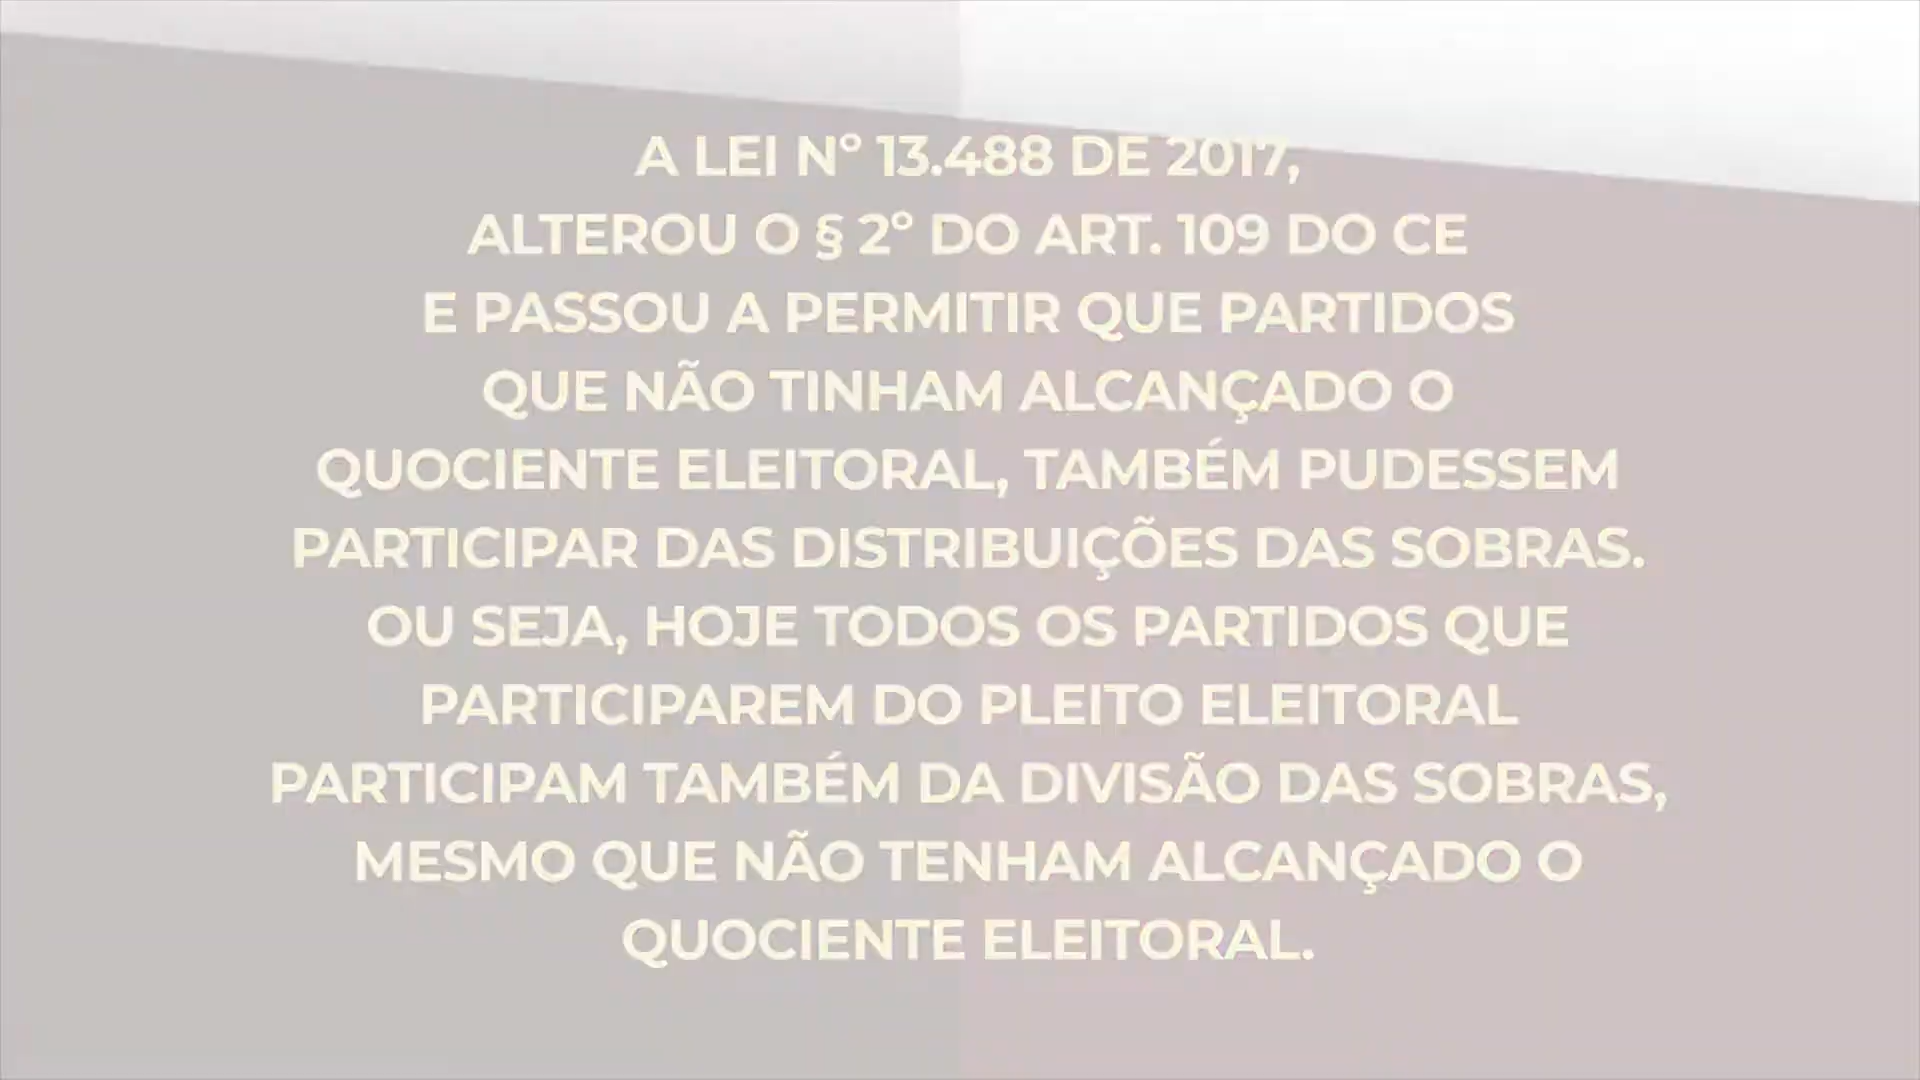 A LEI Nº 13.488 DE 2017,
ALTEROU O § 2º DO ART. 109 DO CE
E PASSOU A PERMITIR QUE PARTIDOS
QUE NÃO TINHAM ALCANÇADO O
QUOCIENTE ELEITORAL, TAMBÉM PUDESSEM
PARTICIPAR DAS DISTRIBUIÇÕES DAS SOBRAS.
OU SEJA, HOJE TODOS OS PARTIDOS QUE
PARTICIPAREM DO PLEITO ELEITORAL
PARTICIPAM TAMBÉM DA DIVISÃO DAS SOBRAS,
MESMO QUE NÃO TENHAM ALCANÇADO O
QUOCIENTE ELEITORAL.